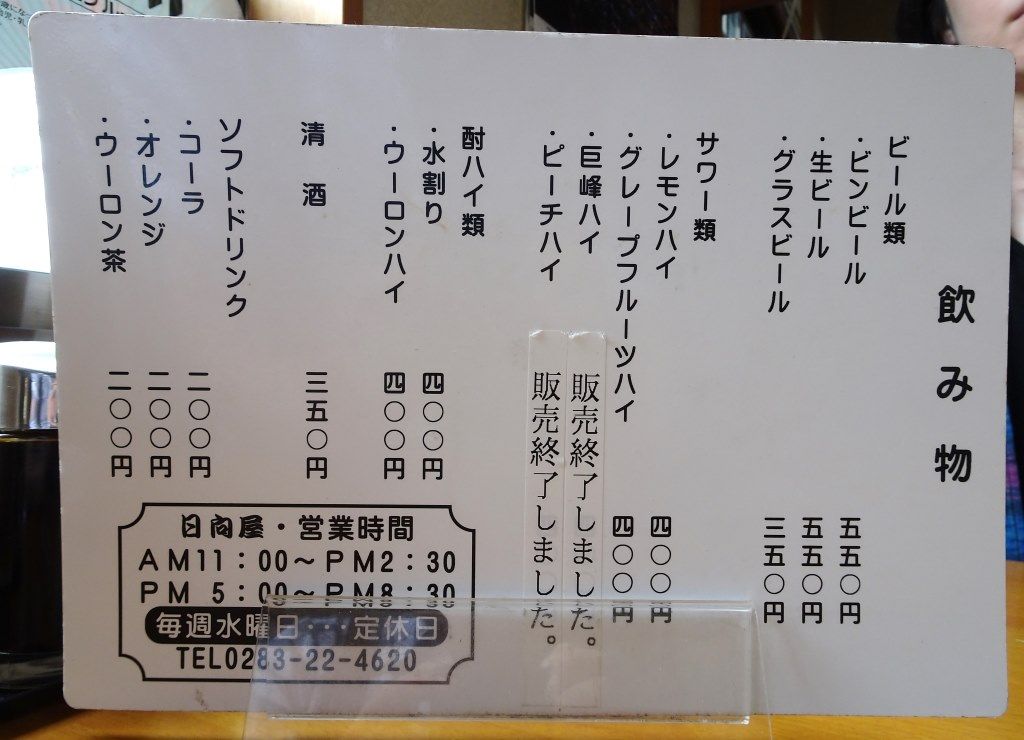 飲み物
ビール類
・ビンビール 五五〇円
・生ビール 五五〇円
・グラスビール 三五〇円
サワー類
・レモンハイ 四〇〇円
・グレープフルーツハイ 四〇〇円
・巨峰ハイ 販売終了しました。
・ピーチハイ 販売終了しました。
酎ハイ類
・水割り 四〇〇円
・ウーロンハイ 四〇〇円
清酒 三五〇円
ソフトドリンク
・コーラ 二〇〇円
・オレンジ 二〇〇円
・ウーロン茶 二〇〇円
日向屋・営業時間
AM11:00～PM2:30
PM 5:00～PM8:30
毎週水曜日・・・定休日
TEL0283-22-4620